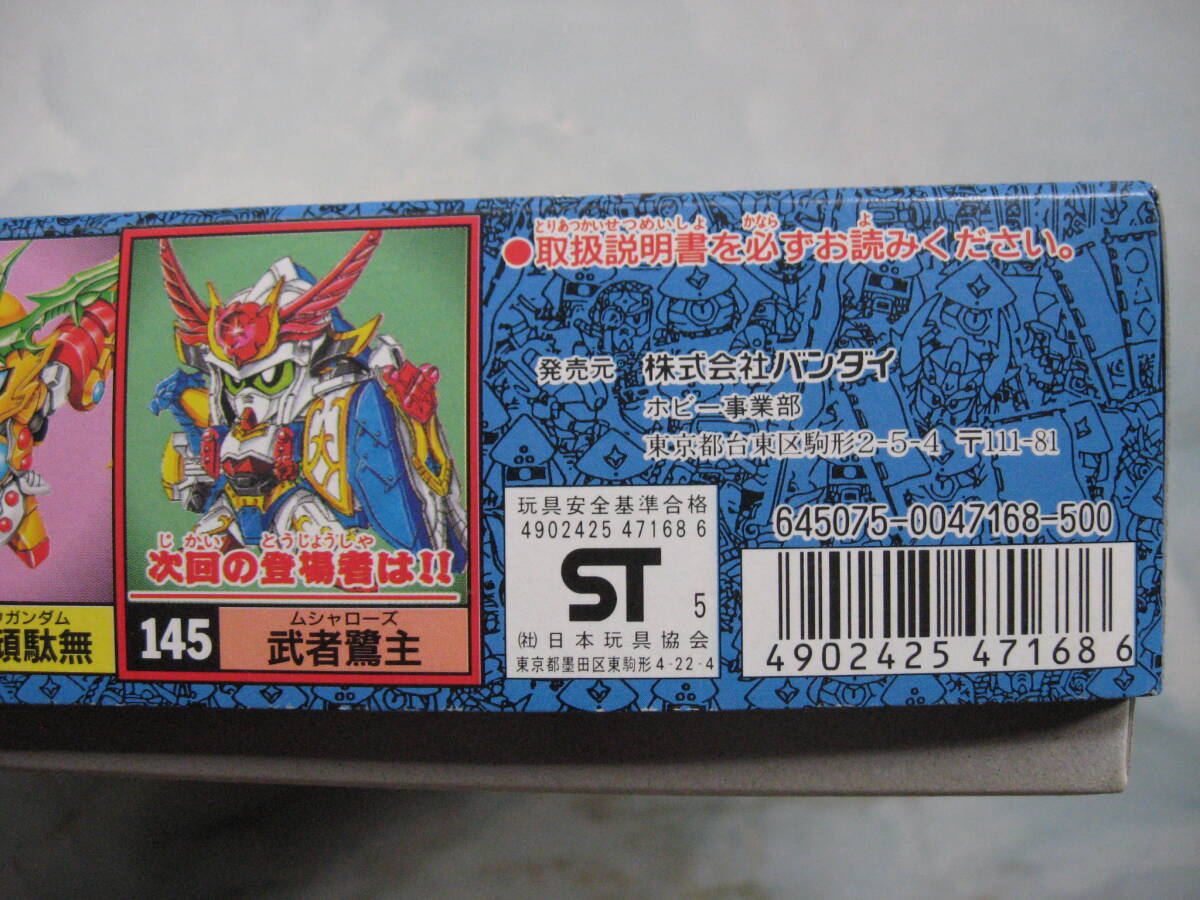 ガンダム
頑駄無
じかい とうじょうしゃ
次回の登場者は!!
145
ムシャローズ
武者鷺主
とりあつかいせつめいしょ かなら よ
●取扱説明書を必ずお読みください。
発売元 株式会社バンダイ
ホビー事業部
東京都台東区駒形2-5-4 〒111-81
玩具安全基準合格
4902425 47168 6
ST 5
(社)日本玩具協会
東京都墨田区東駒形4-22-4
645075-0047168-500
4902425 471686